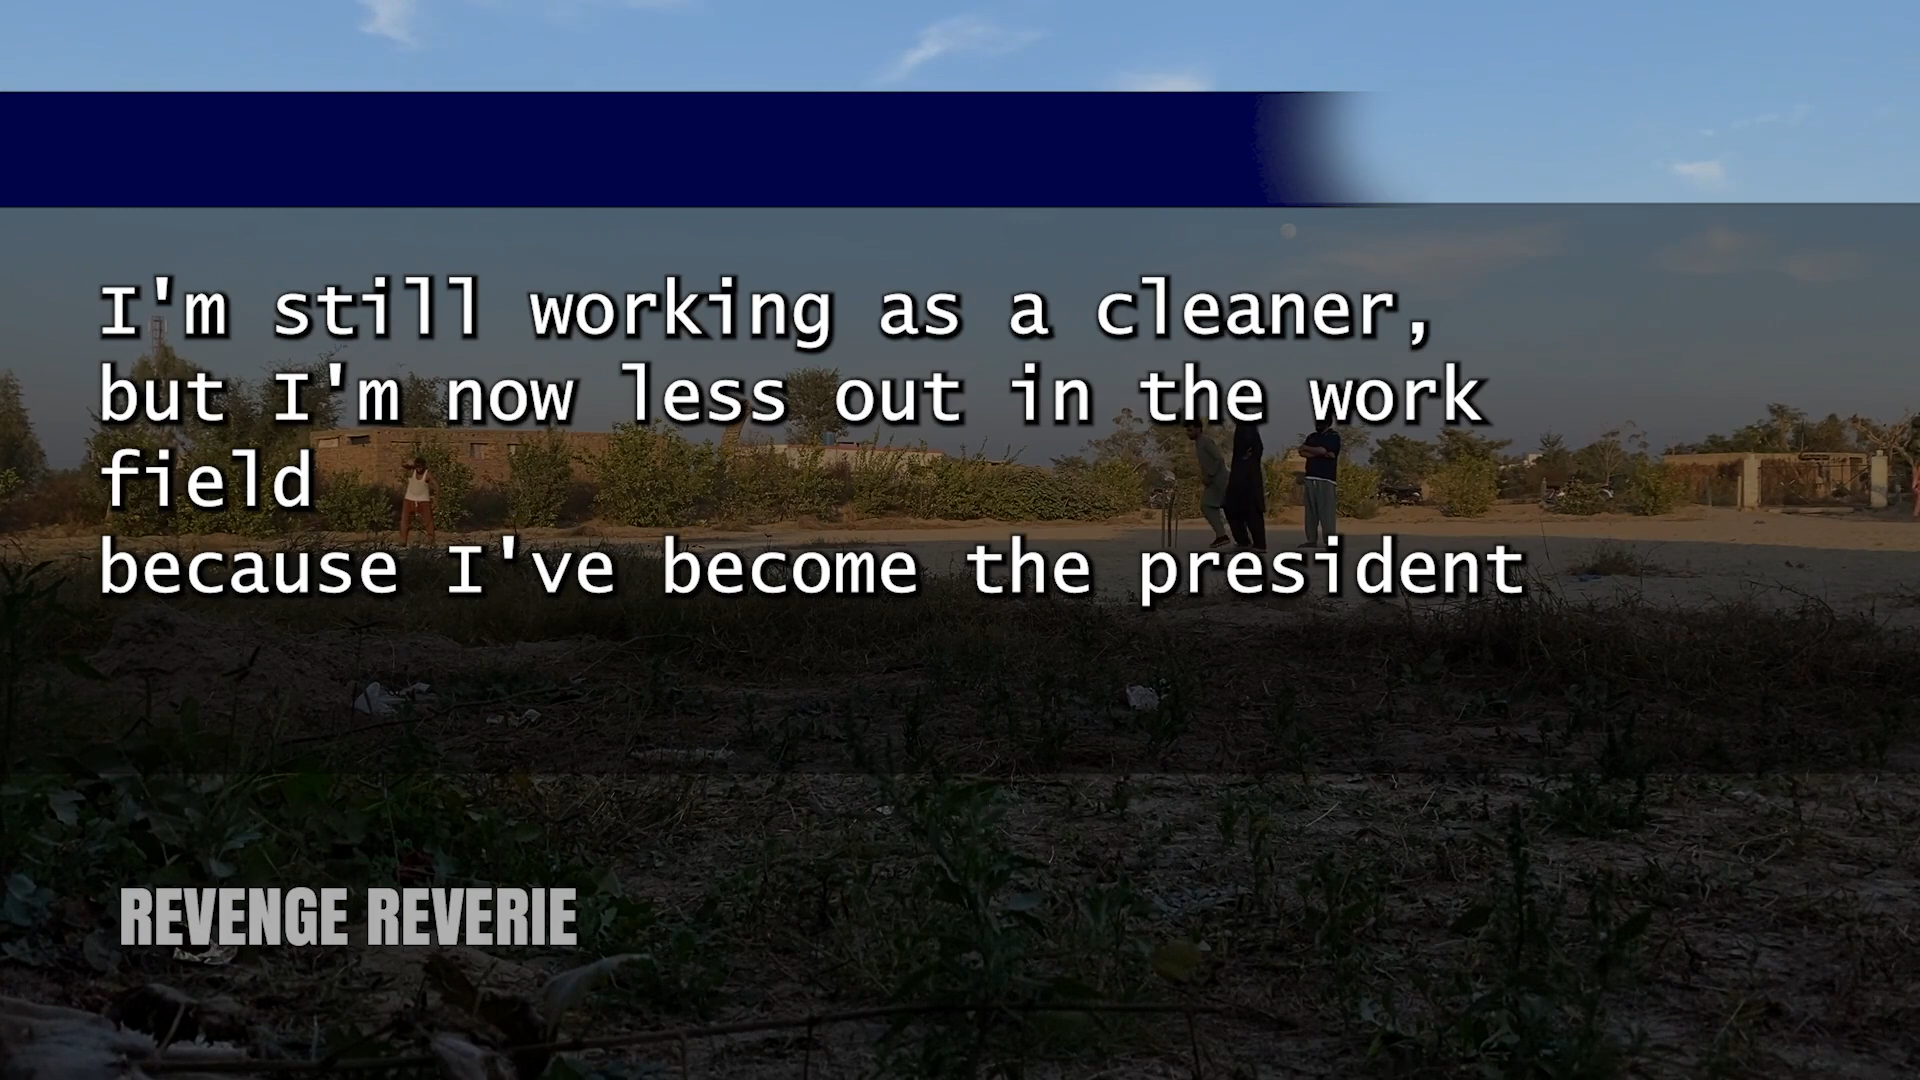 I'm still working as a cleaner,
but I'm now less out in the work
field
because I've become the president
REVENGE REVERIE